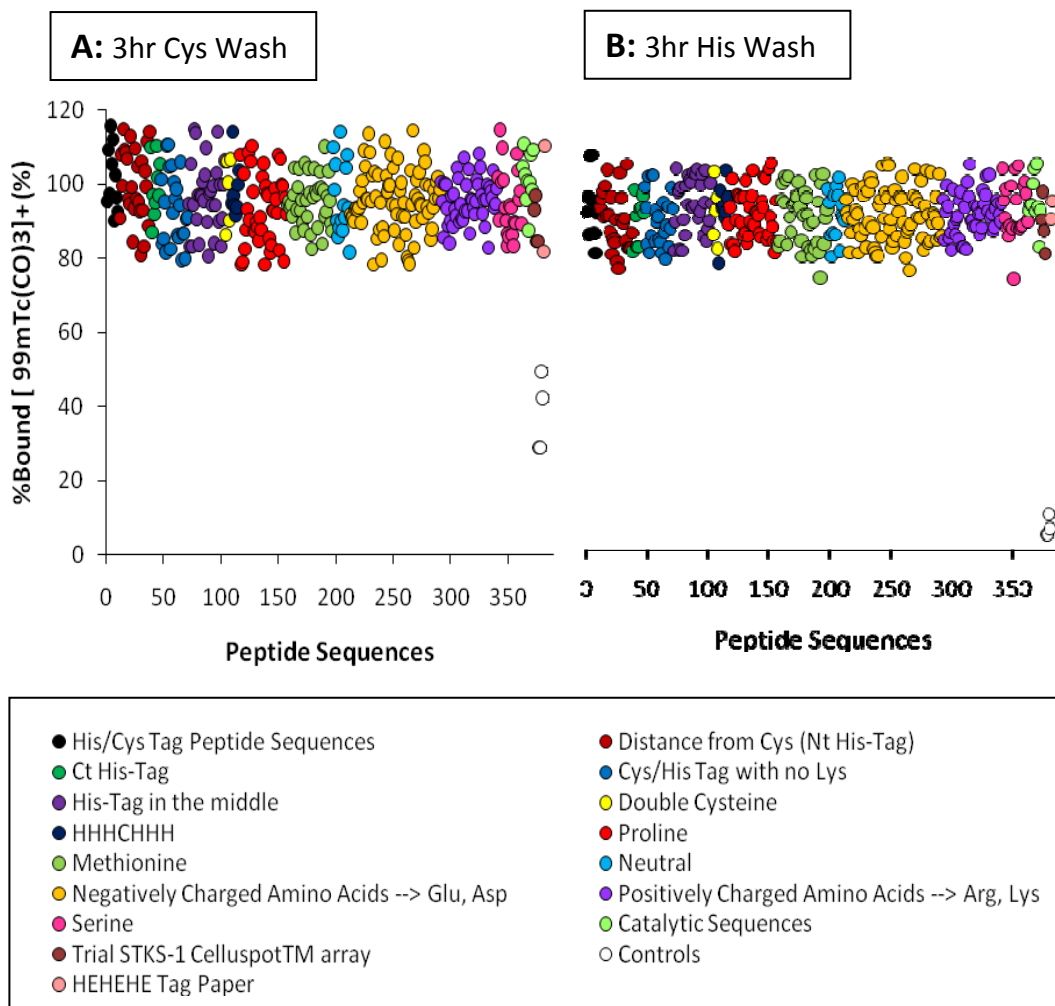 A: 3hr Cys Wash
B: 3hr His Wash
%Bound [ 99mTc(CO)3]+(%)
120
100
80
60
40
20
0
0 50 100 150 200 250 300 350
0 50 100 150 200 250 300 350
Peptide Sequences
Peptide Sequences
His/Cys Tag Peptide Sequences
Distance from Cys (Nt His-Tag)
Ct His-Tag
Cys/His Tag with no Lys
His-Tag in the middle
Double Cysteine
HHHCHHH
Proline
Methionine
Neutral
Negatively Charged Amino Acids --> Glu, Asp
Positively Charged Amino Acids --> Arg, Lys
Serine
Catalytic Sequences
Trial STKS-1 CelluspotTM array
Controls
HEHEHE Tag Paper